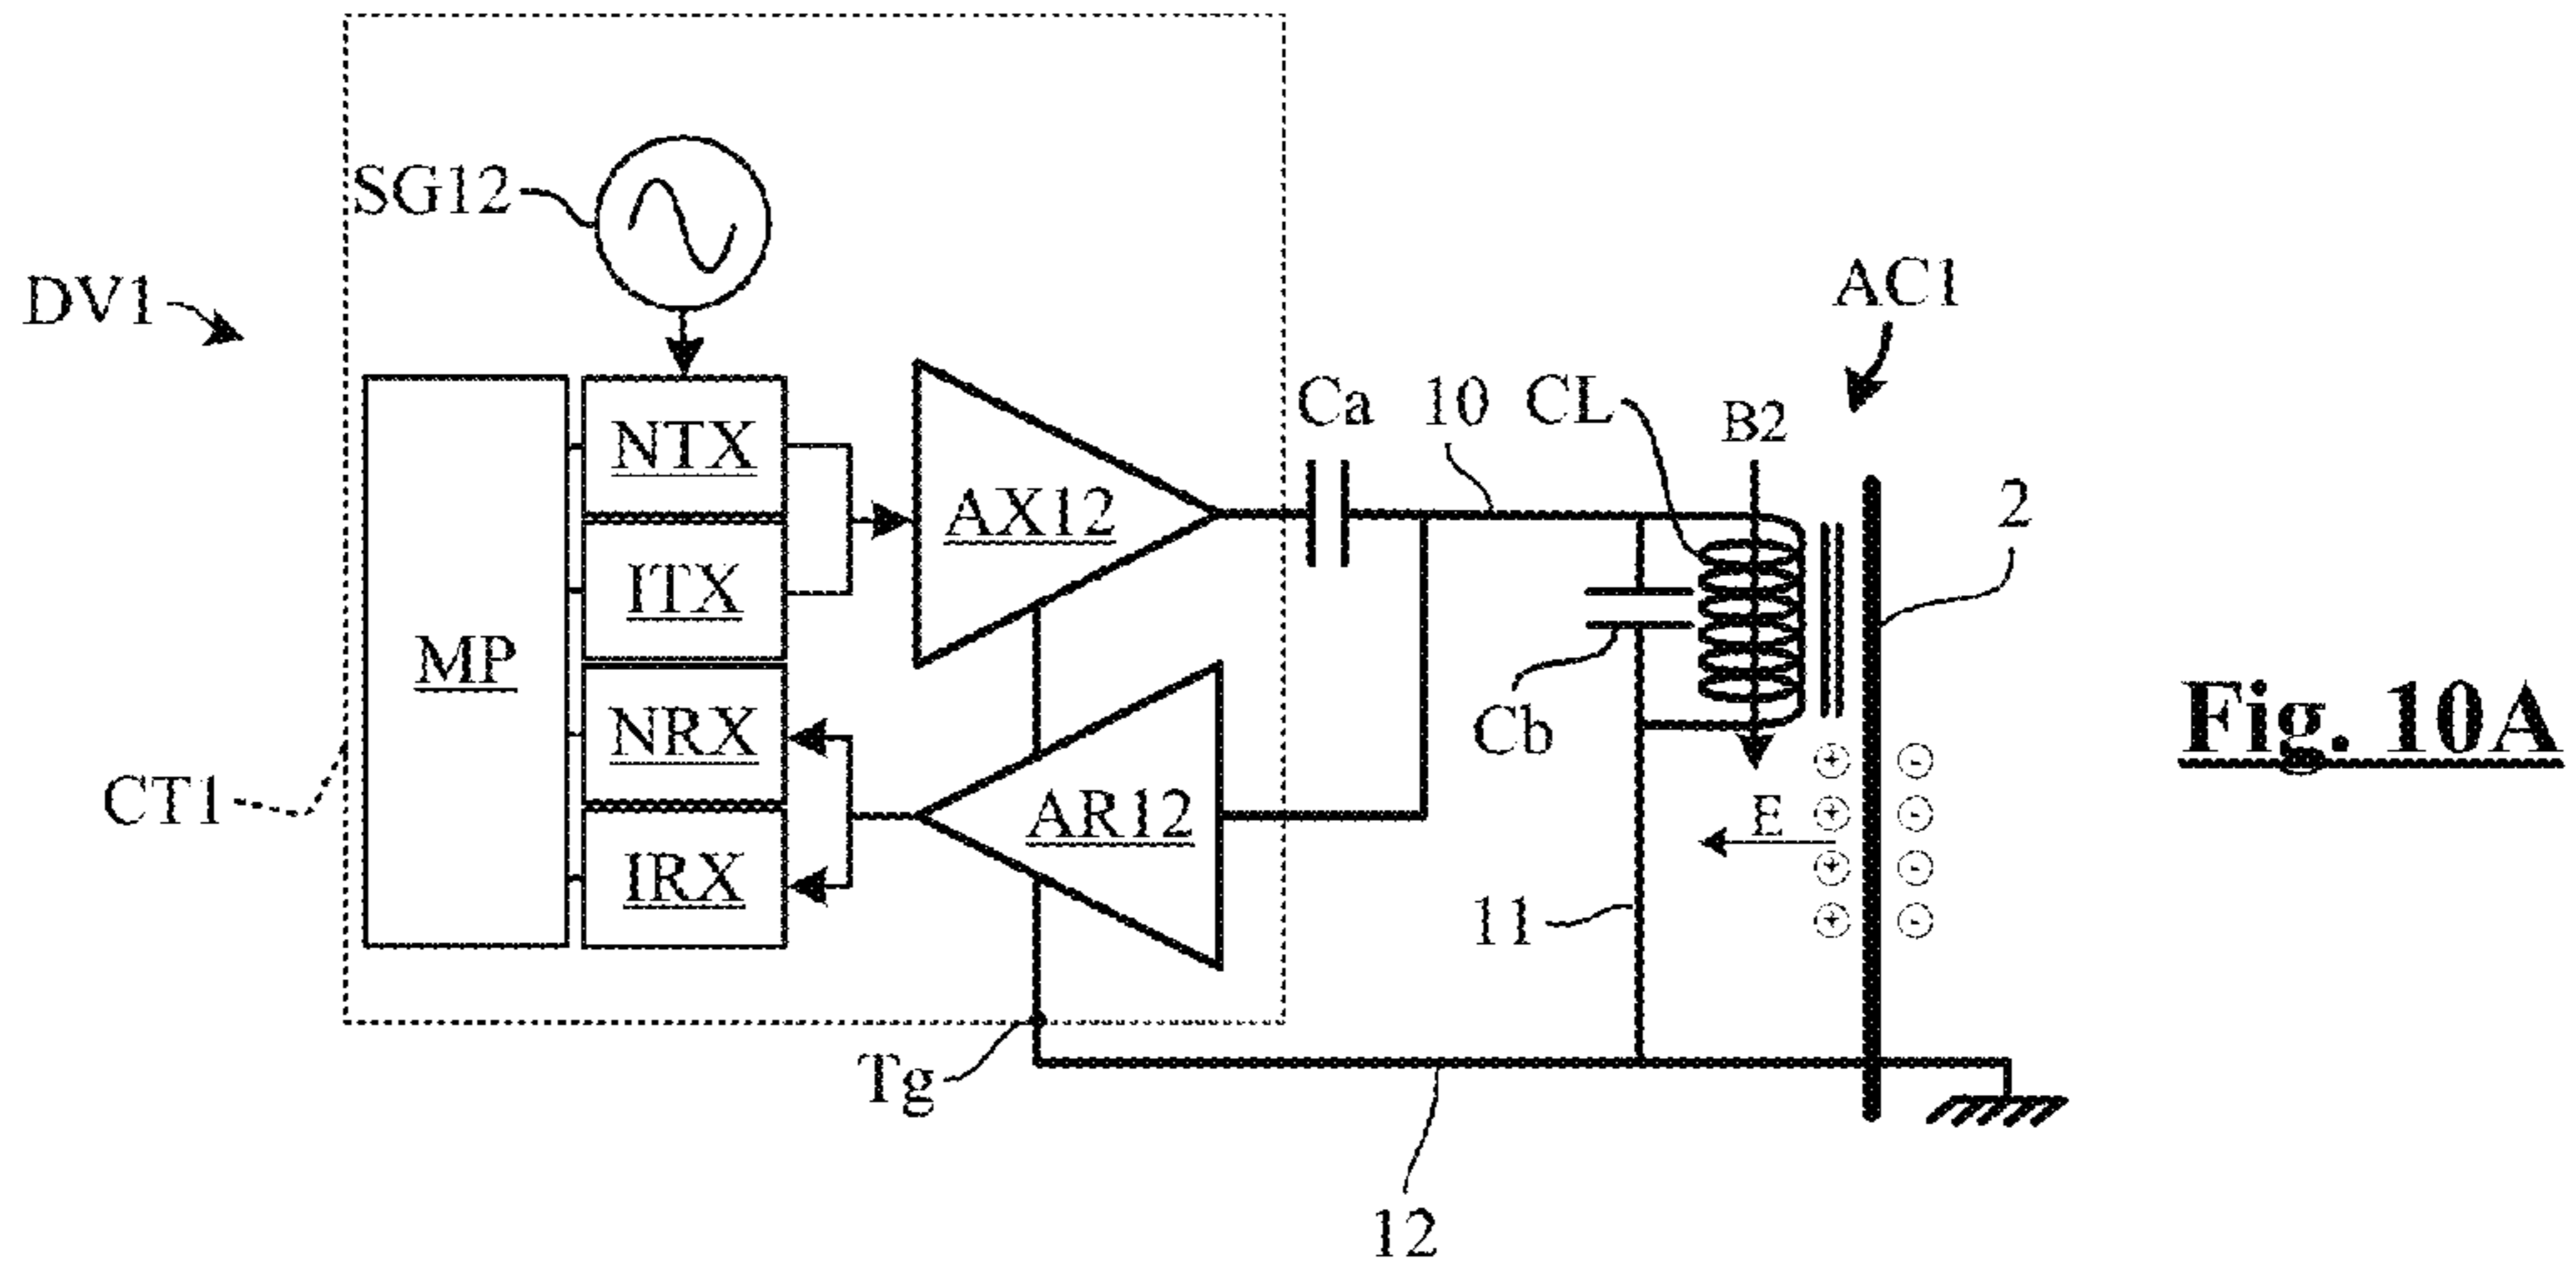 SG12
DV1
AC1
NTX
Ca
10
CL
B2
AX12
2
ITX
MP
NRX
Cb
Fig. 10A
CT1
AR12
E
IRX
11
Tg
12
+ -
+ -
+ -
+ -